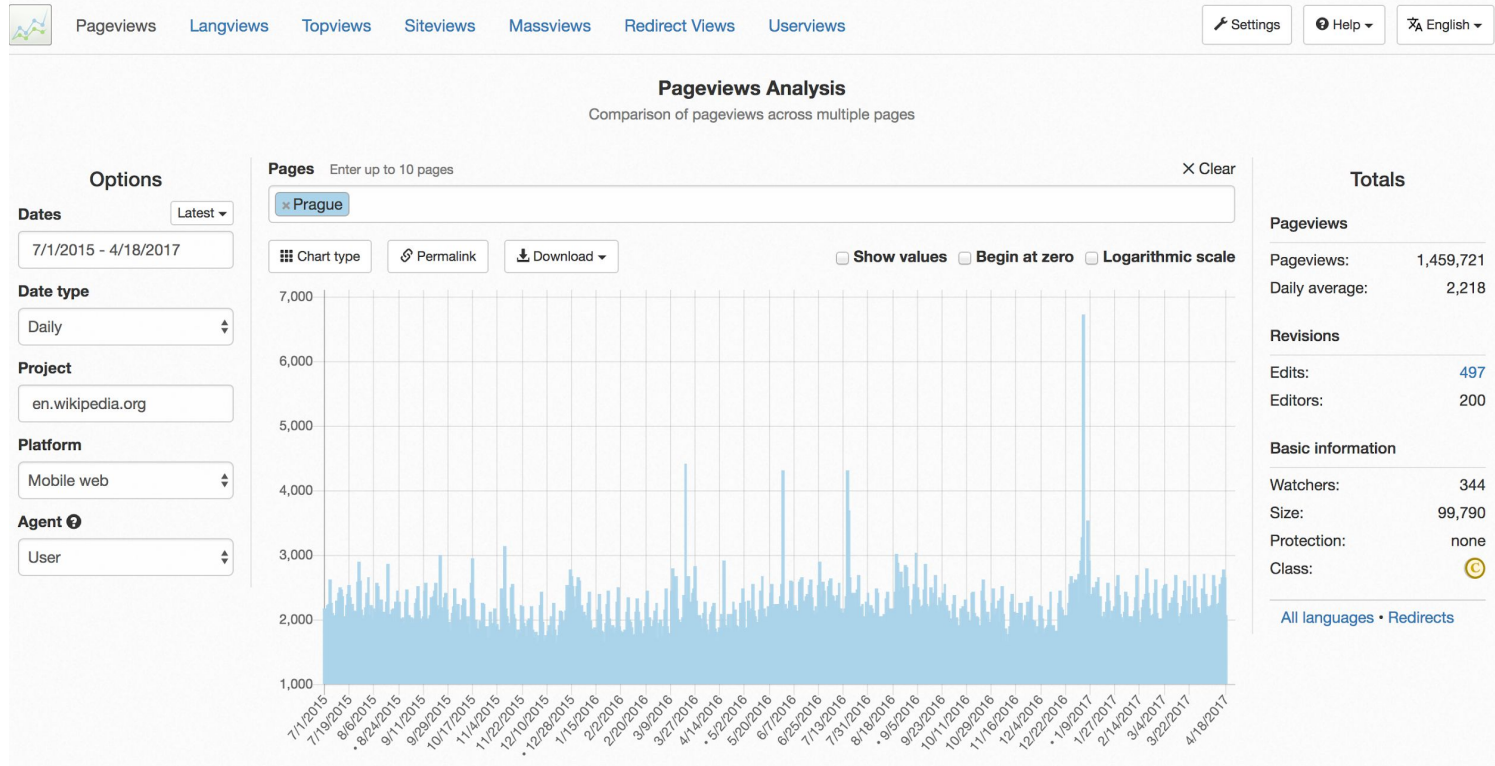 Pageviews Langviews Topviews Siteviews Massviews Redirect Views Userviews Settings Help English
Pageviews Analysis
Comparison of pageviews across multiple pages
Options
Dates Latest
7/1/2015 - 4/18/2017
Date type
Daily
Project
en.wikipedia.org
Platform
Mobile web
Agent
User
Pages Enter up to 10 pages × Clear
× Prague
Chart type Permalink Download Show values Begin at zero Logarithmic scale
7,000
6,000
5,000
4,000
3,000
2,000
1,000
7/1/2015 7/19/2015 8/6/2015 • 8/24/2015 9/11/2015 9/29/2015 10/17/2015 11/4/2015 11/22/2015 12/10/2015 • 12/28/2015 1/15/2016 2/2/2016 2/20/2016 3/9/2016 3/27/2016 4/14/2016 • 5/2/2016 5/20/2016 6/7/2016 6/25/2016 7/13/2016 7/31/2016 8/18/2016 • 9/5/2016 9/23/2016 10/11/2016 10/29/2016 11/16/2016 12/4/2016 12/22/2016 • 1/9/2017 1/27/2017 2/14/2017 3/4/2017 3/22/2017 4/18/2017
Totals
Pageviews
Pageviews: 1,459,721
Daily average: 2,218
Revisions
Edits: 497
Editors: 200
Basic information
Watchers: 344
Size: 99,790
Protection: none
Class: C
All languages • Redirects